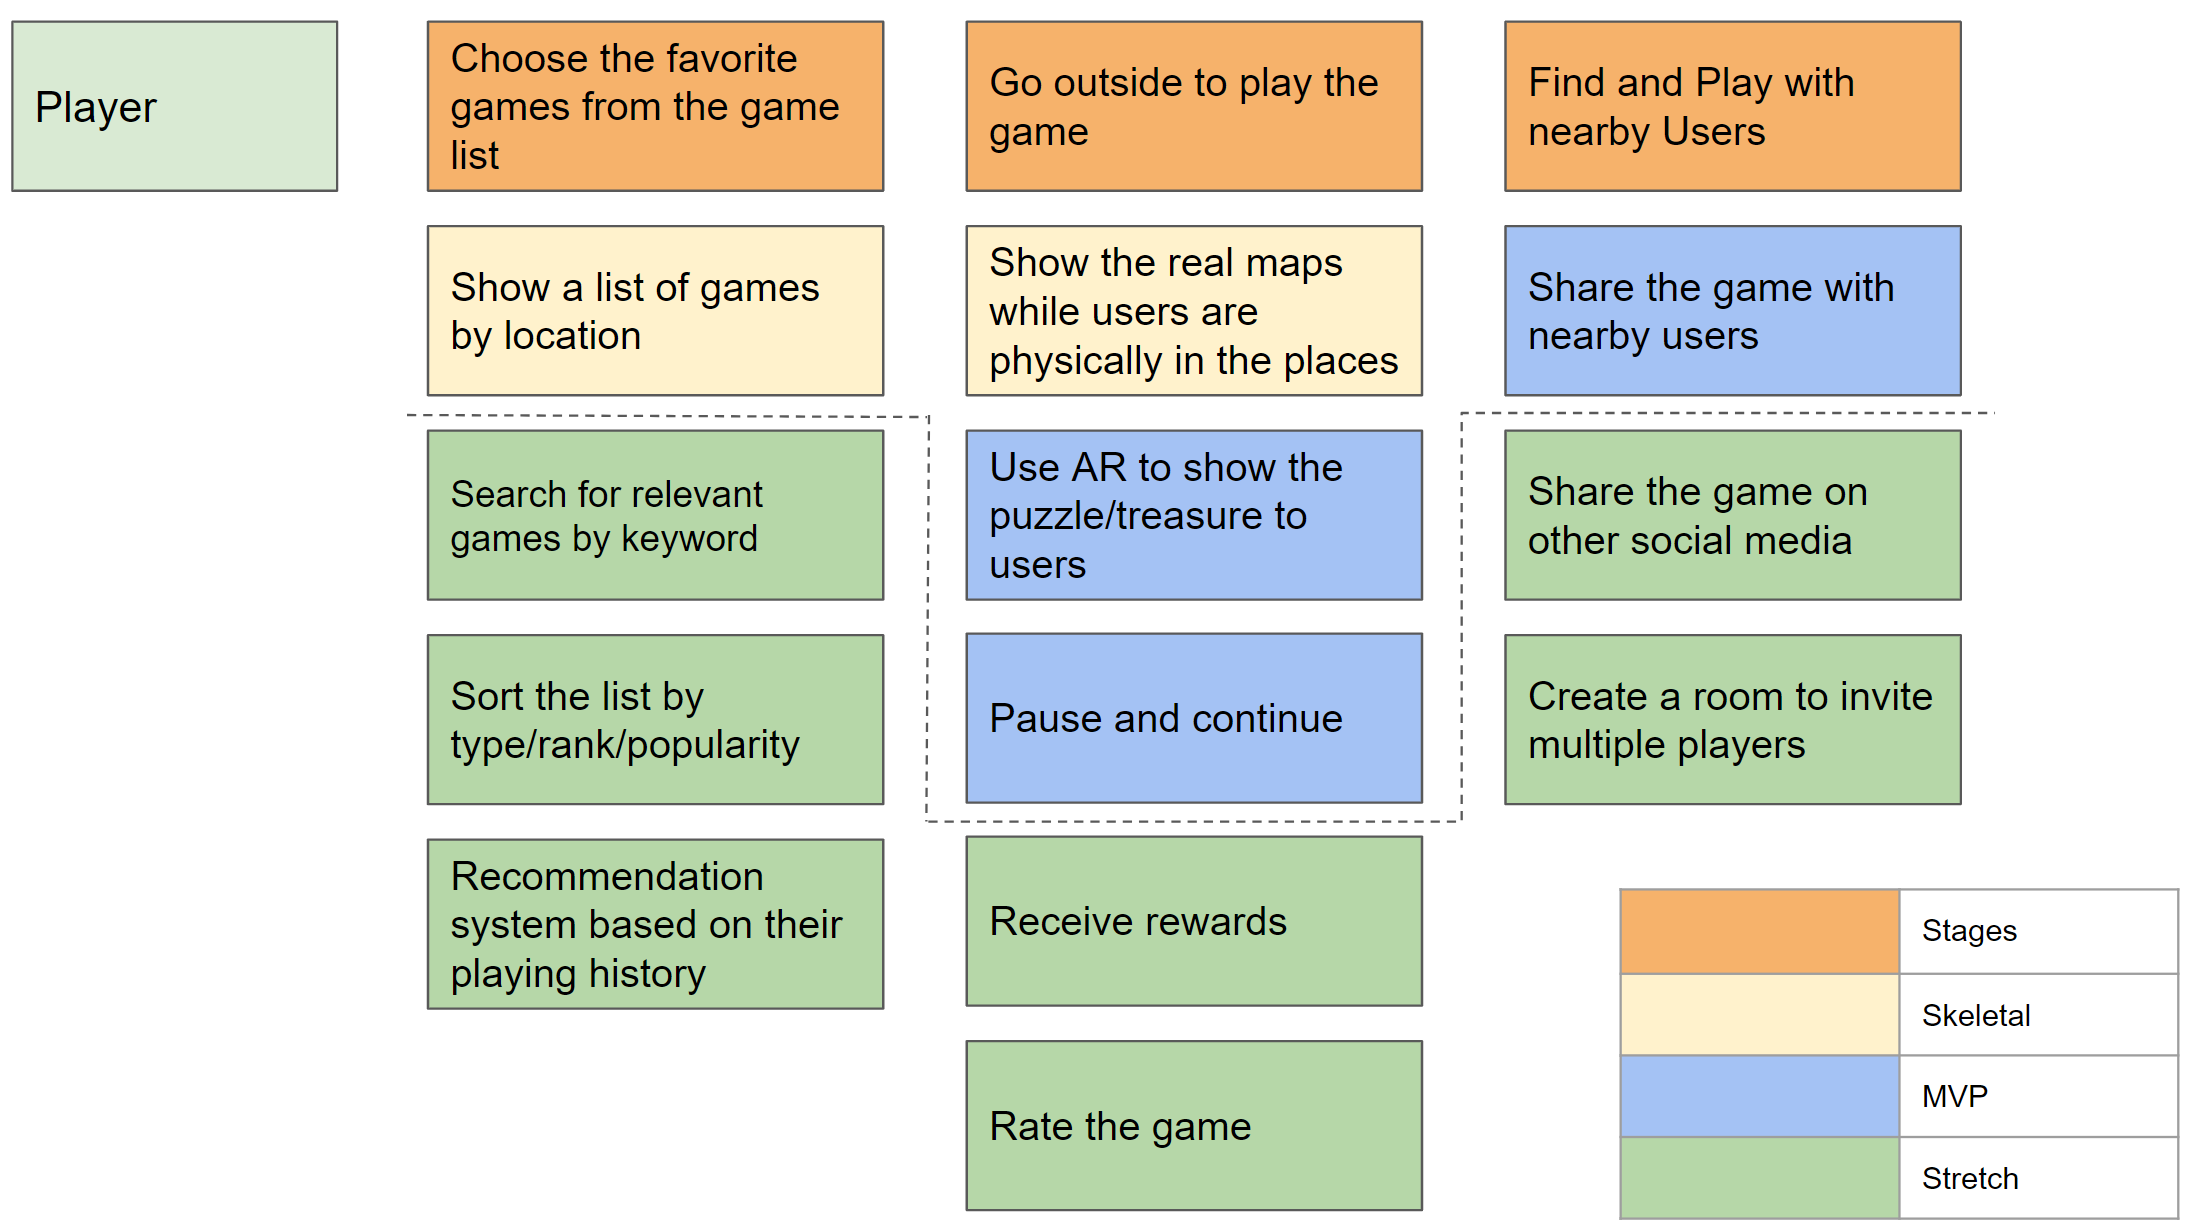 Player
Choose the favorite
games from the game
list
Go outside to play the
game
Find and Play with
nearby Users
Show a list of games
by location
Show the real maps
while users are
physically in the places
Share the game with
nearby users
Search for relevant
games by keyword
Use AR to show the
puzzle/treasure to
users
Share the game on
other social media
Sort the list by
type/rank/popularity
Pause and continue
Create a room to invite
multiple players
Recommendation
system based on their
playing history
Receive rewards
Rate the game
Stages
Skeletal
MVP
Stretch